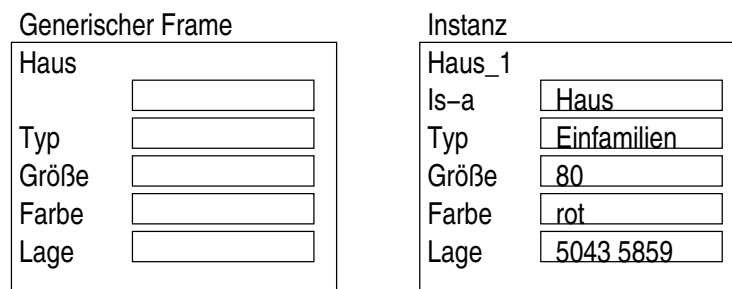 Generischer Frame
Haus
Typ
Größe
Farbe
Lage
Instanz
Haus_1
Is–a Haus
Typ Einfamilien
Größe 80
Farbe rot
Lage 5043 5859